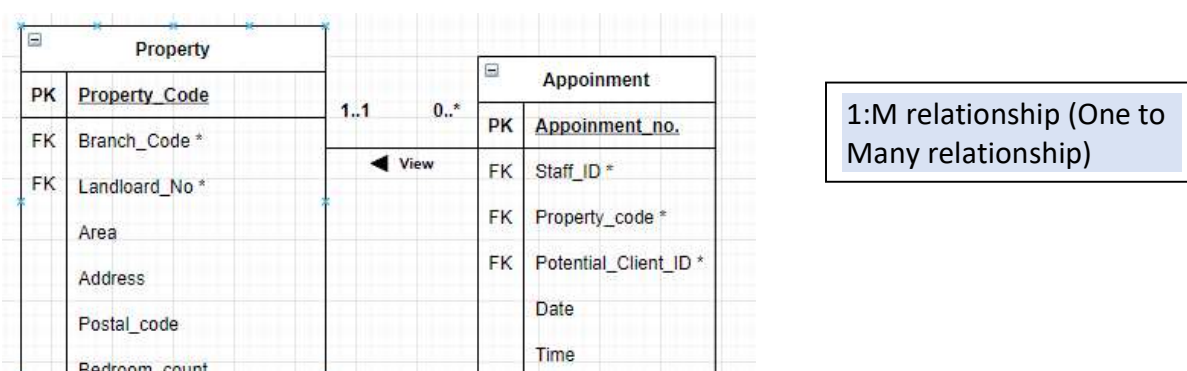 Property
PK Property_Code
FK Branch_Code *
FK Landloard_No *
Area
Address
Postal_code
Bedroom_count
1..1 0..*
View
Appoinment
PK Appoinment_no.
FK Staff_ID *
FK Property_code *
FK Potential_Client_ID *
Date
Time
1:M relationship (One to
Many relationship)